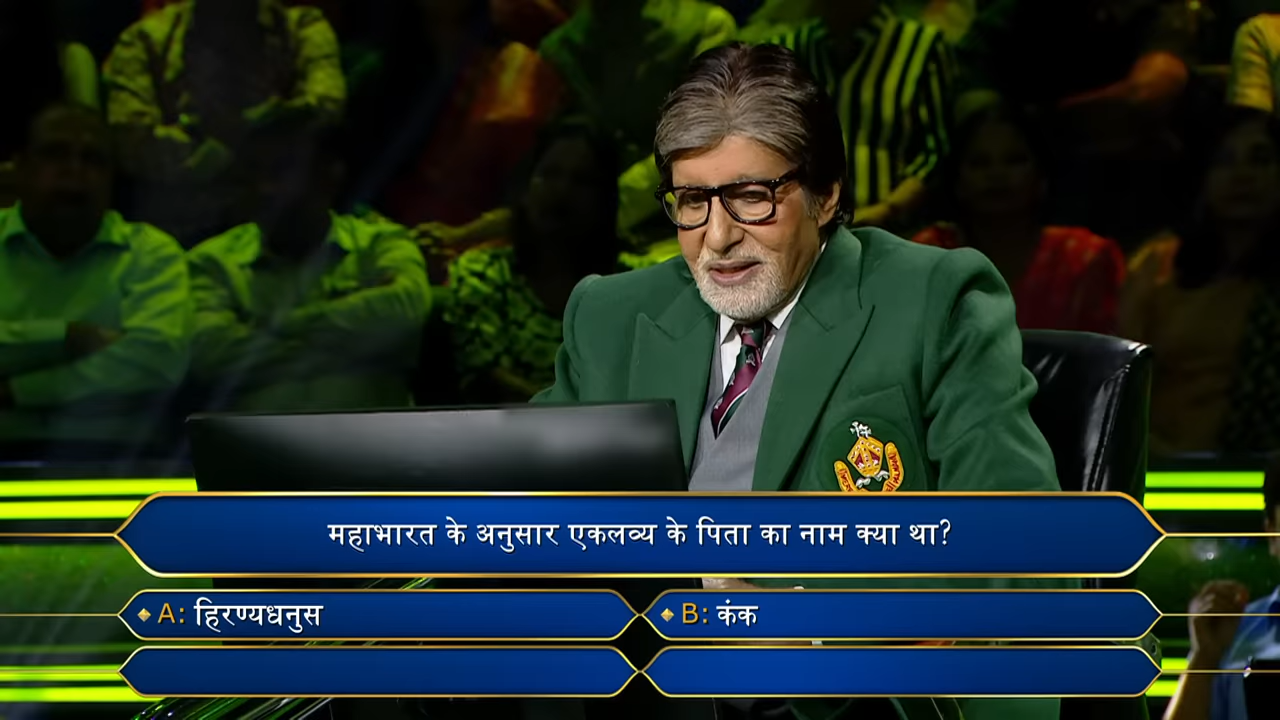 महाभारत के अनुसार एकलव्य के पिता का नाम क्या था?
A: हिरण्यधनुस
B: कंक